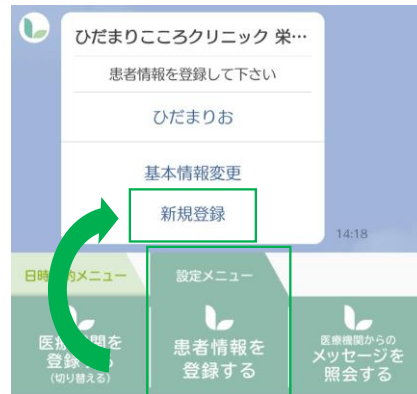 ひだまりこころクリニック 栄…
患者情報を登録して下さい
ひだまりお
基本情報変更
新規登録
14:18
日時
メニュー
設定メニュー
医療
関を
登録
る
(切り替える)
患者情報を
登録する
医療機関からの
メッセージを
照会する